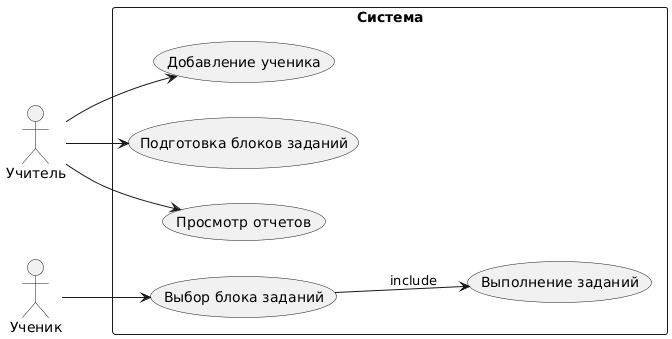 Система
Добавление ученика
Подготовка блоков заданий
Учитель
Просмотр отчетов
include
Выполнение заданий
Выбор блока заданий
Ученик